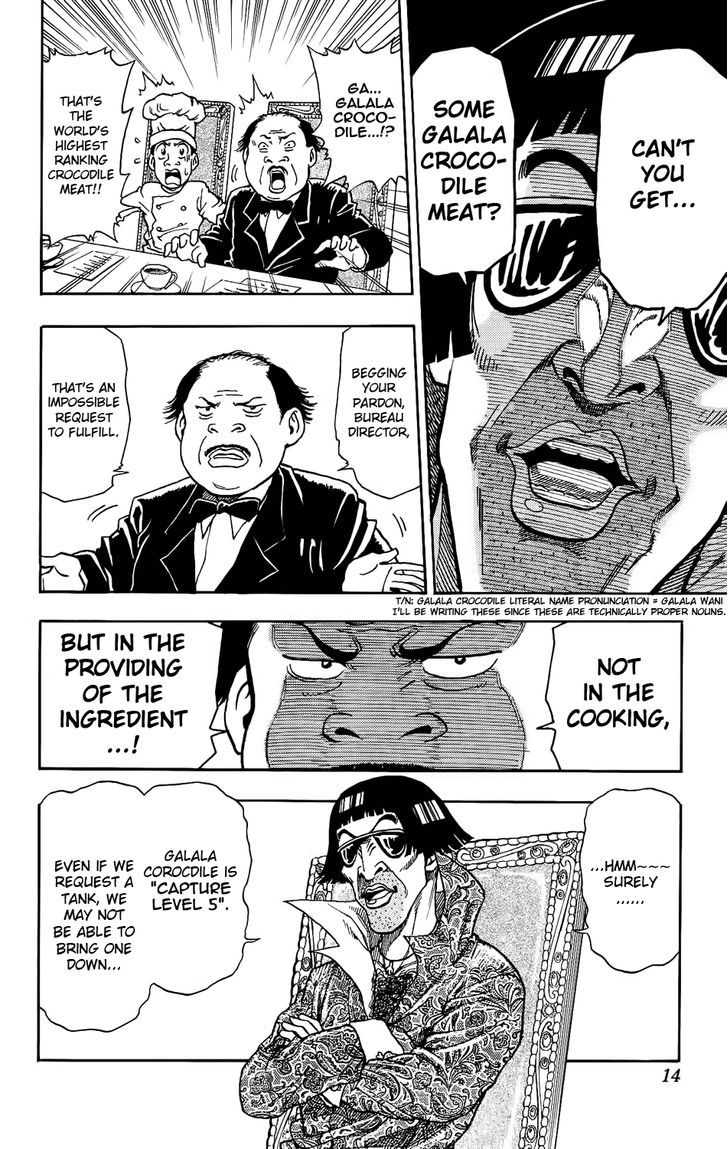 CAN'T
YOU
GET...
SOME
GALALA
CROCO-
DILE
MEAT?
GA...
GALALA
CROCO-
DILE...!?
THAT'S
THE
WORLD'S
HIGHEST
RANKING
CROCODILE
MEAT!!
BEGGING
YOUR
PARDON,
BUREAU
DIRECTOR,
THAT'S AN
IMPOSSIBLE
REQUEST
TO FULFILL.
T/N: GALALA CROCODILE LITERAL NAME PRONUNCIATION = GALALA WANI
I'LL BE WRITING THESE SINCE THESE ARE TECHNICALLY PROPER NOUNS.
NOT
IN THE
COOKING,
BUT IN THE
PROVIDING
OF THE
INGREDIENT
...!
...HMM~~~
SURELY
......
GALALA
COROCDILE IS
"CAPTURE
LEVEL 5".
EVEN IF WE
REQUEST A
TANK, WE
MAY NOT
BE ABLE TO
BRING ONE
DOWN...
14